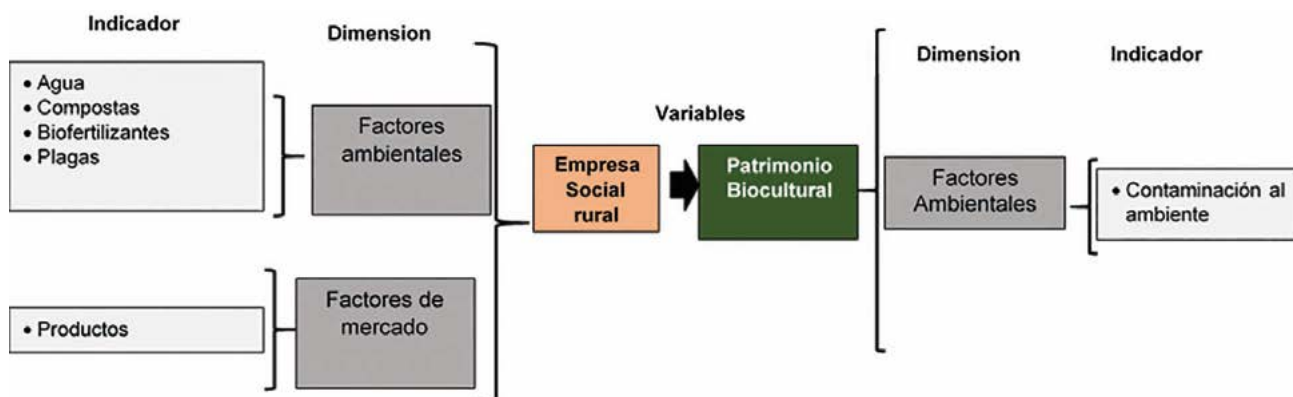 Indicador
Dimension
• Agua
• Compostas
• Biofertilizantes
• Plagas
Factores
ambientales
• Productos
Factores de
mercado
Variables
Empresa
Social
rural
Patrimonio
Biocultural
Dimension
Indicador
Factores
Ambientales
• Contaminación al
ambiente